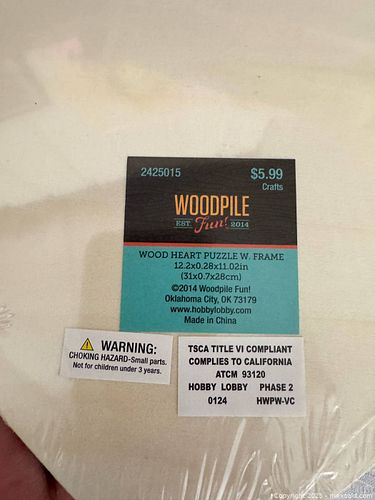 2425015
$5.99
Crafts
WOODPILE
EST. Fun! 2014
WOOD HEART PUZZLE W. FRAME
12.2x0.28x11.02in
(31x0.7x28cm)
©2014 Woodpile Fun!
Oklahoma City, OK 73179
www.hobbylobby.com
Made in China
WARNING:
CHOKING HAZARD-Small parts.
Not for children under 3 years.
TSCA TITLE VI COMPLIANT
COMPLIES TO CALIFORNIA
ATCM 93120
HOBBY LOBBY PHASE 2
0124 HWPW-VC